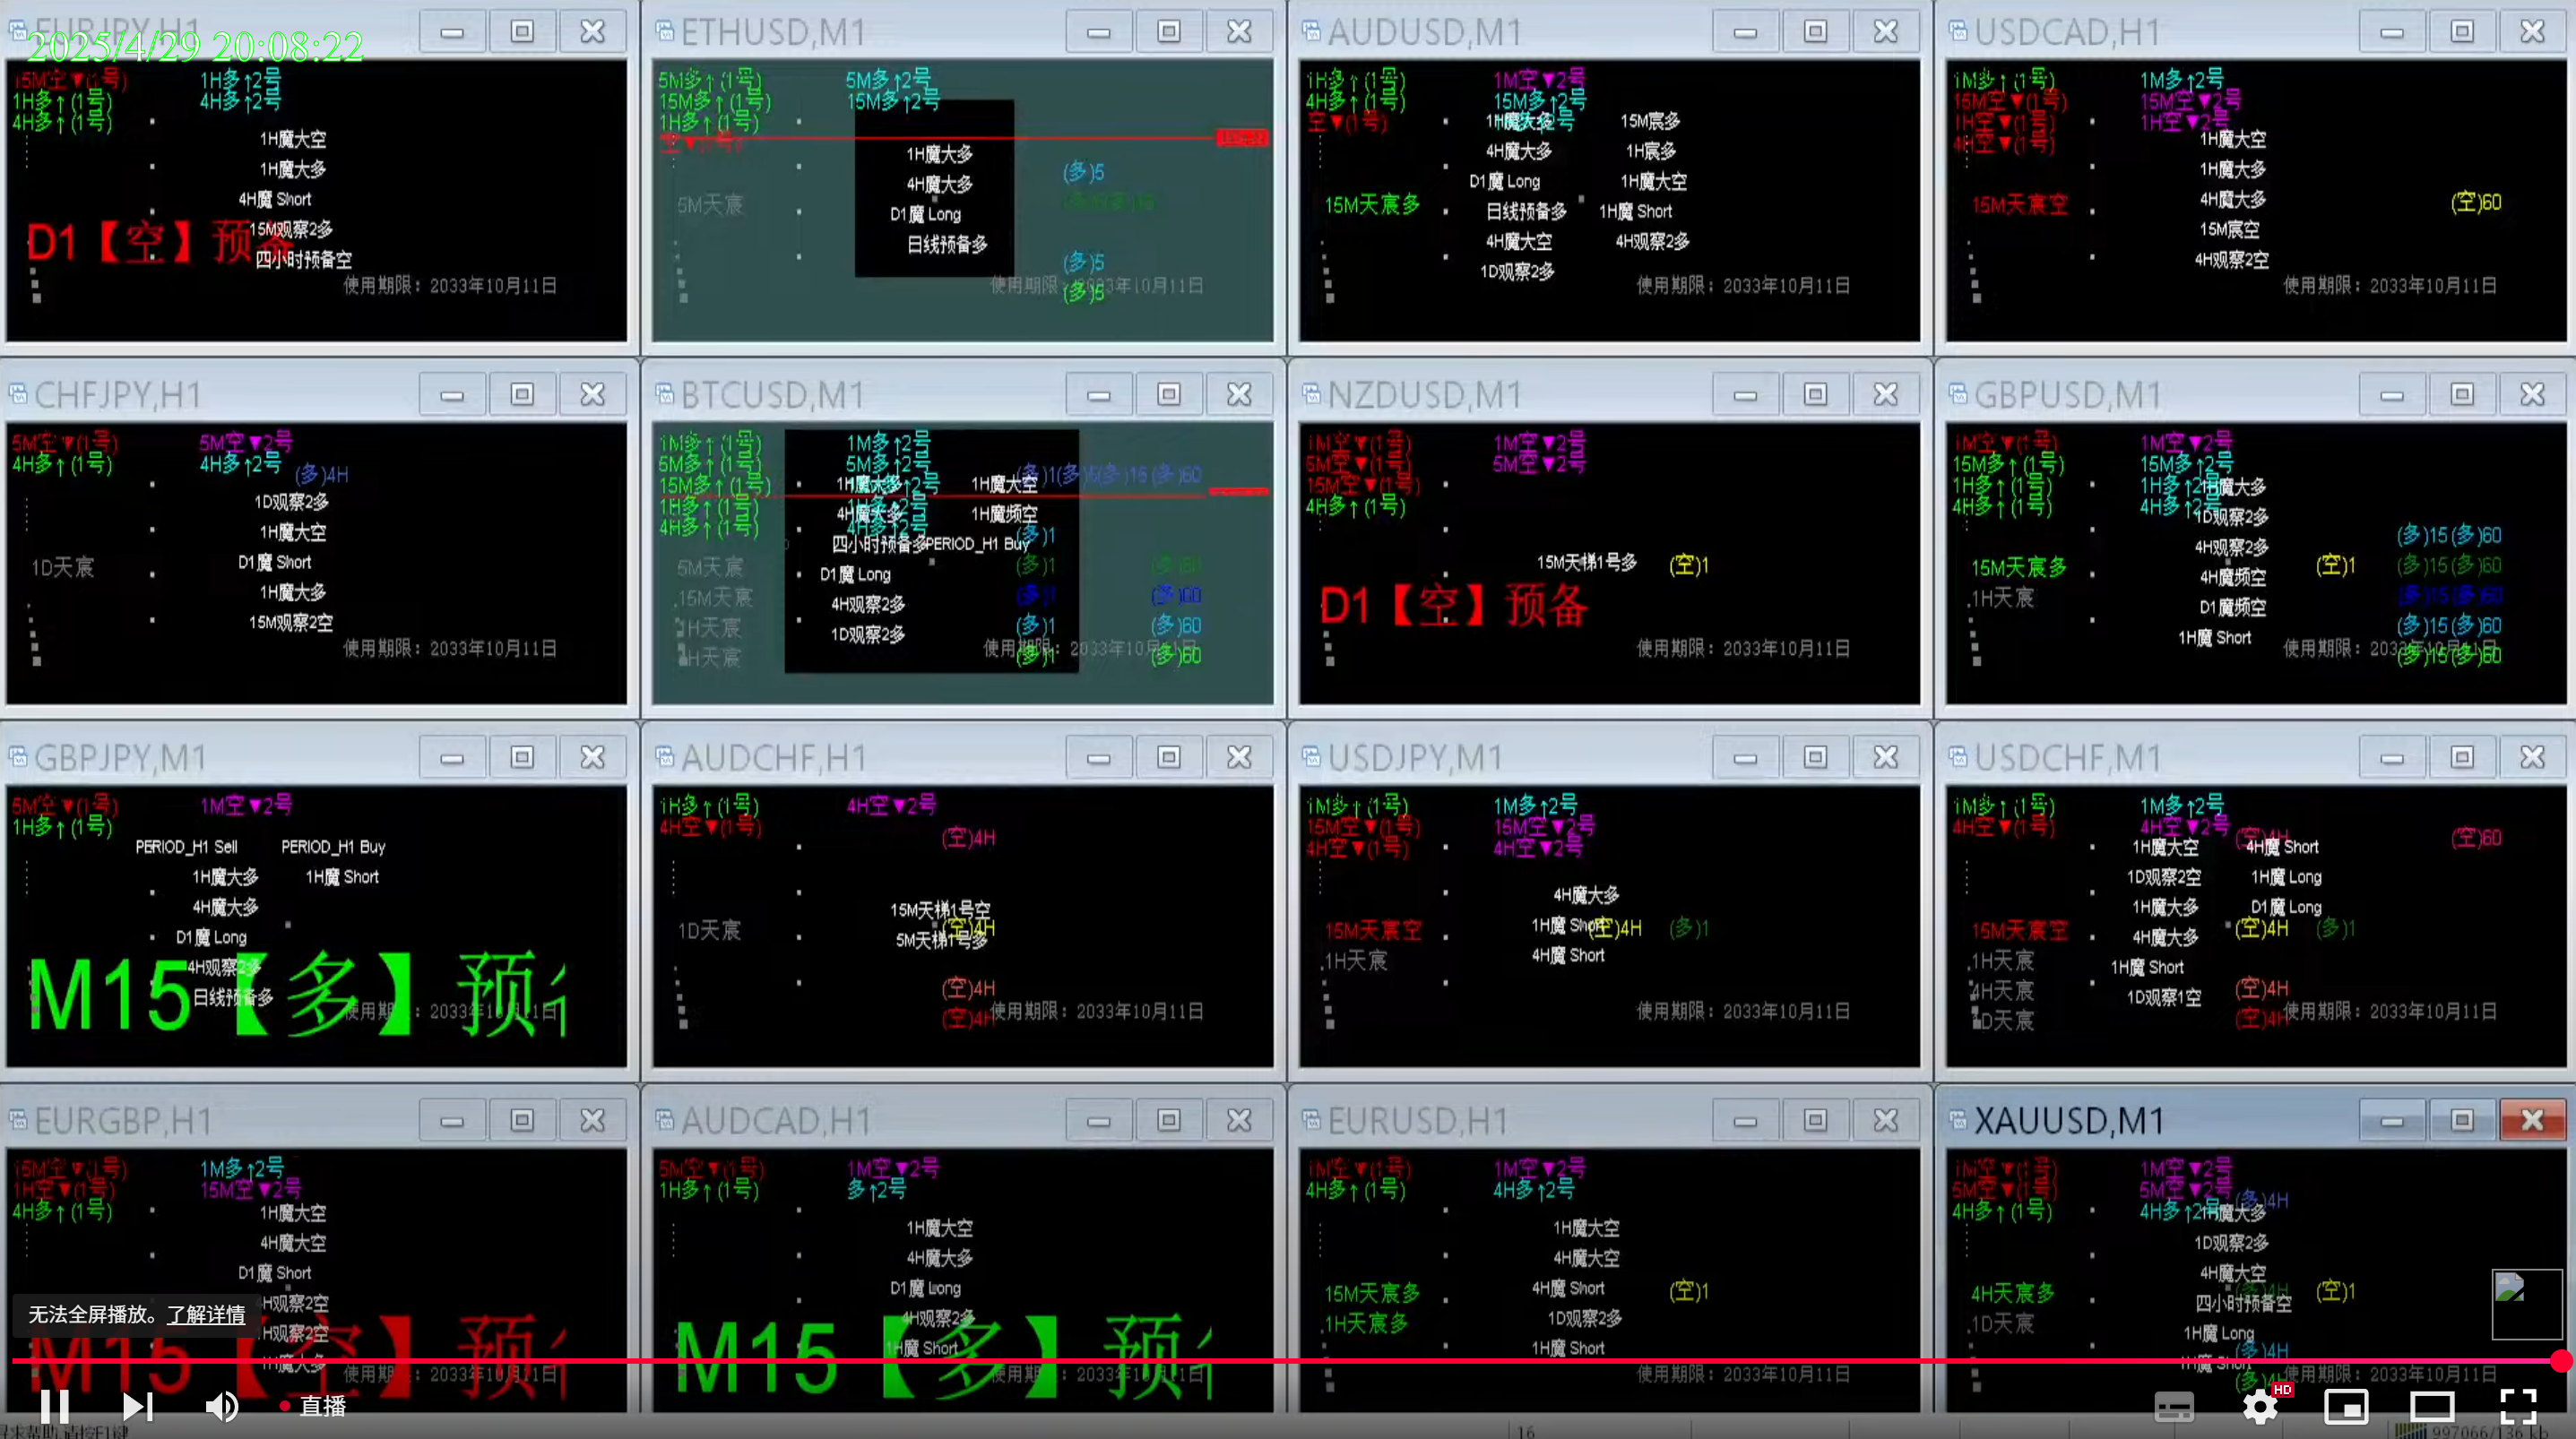 EURJPY,H1
2025/4/29 20:08:22
15M空▼(1号)
1H多↑2号
1H多↑(1号)
4H多↑2号
4H多↑(1号)
1H魔大空
1H魔大多
4H魔 Short
15M观察2多
D1【空】预备
四小时预备空
使用期限：2033年10月11日
ETHUSD,M1
5M多↑(1号)
5M多↑2号
15M多↑(1号)
15M多↑2号
1H多↑(1号)
1H魔大多
(多)5
4H魔大多
5M天宸
D1魔 Long
日线预备多
(多)5
使用期限：2033年10月11日
(多)5
AUDUSD,M1
1H多↑(1号)
1M空▼2号
4H多↑(1号)
15M多↑2号
空▼(1号)
1H魔大多
15M宸多
4H魔大多
1H宸多
D1魔 Long
1H魔大空
15M天宸多
日线预备多
1H魔 Short
4H魔大空
4H观察2多
1D观察2多
使用期限：2033年10月11日
USDCAD,H1
1M多↑(1号)
1M多↑2号
15M空▼(1号)
15M空▼2号
1H空▼(1号)
1H空▼2号
4H空▼(1号)
1H魔大空
1H魔大多
4H魔大多
15M天宸空
(空)60
15M宸空
4H观察2空
使用期限：2033年10月11日
CHFJPY,H1
5M空▼(1号)
5M空▼2号
4H多↑(1号)
4H多↑2号
(多)4H
1D观察2多
1H魔大空
1D天宸
D1魔 Short
1H魔大多
15M观察2空
使用期限：2033年10月11日
BTCUSD,M1
1M多↑(1号)
1M多↑2号
5M多↑(1号)
5M多↑2号
(多)1(多)5(多)15(多)60
15M多↑(1号)
1H魔大多
1H魔大空
1H多↑(1号)
4H魔大多
1H魔频空
4H多↑(1号)
4H多↑2号
(多)1
四小时预备多
PERIOD_H1 Buy
5M天宸
D1魔 Long
(多)1
(多)60
15M天宸
4H观察2多
(多)1
(多)60
1H天宸
1D观察2多
(多)1
(多)60
使用期限：2033年10月11日
H天宸
(多)1
(多)60
NZDUSD,M1
1M空▼(1号)
1M空▼2号
5M空▼(1号)
5M空▼2号
15M空▼(1号)
4H多↑(1号)
15M天梯1号多
(空)1
D1【空】预备
使用期限：2033年10月11日
GBPUSD,M1
1M空▼(1号)
1M空▼2号
15M多↑(1号)
15M多↑2号
1H多↑(1号)
1H多↑2号
1H魔大多
4H多↑(1号)
4H多↑2号
1D观察2多
4H观察2多
(多)15(多)60
15M天宸多
4H魔频空
(空)1
(多)15(多)60
1H天宸
D1魔频空
(多)15(多)60
1H魔 Short
(多)15(多)60
使用期限：2033年10月11日
(多)15(多)60
GBPJPY,M1
5M空▼(1号)
1M空▼2号
1H多↑(1号)
PERIOD_H1 Sell
PERIOD_H1 Buy
1H魔大多
1H魔 Short
4H魔大多
D1魔 Long
4H观察2多
M15【多】预
日线预备多
使用期限：2033年10月11日
AUDCHF,H1
1H多↑(1号)
4H空▼2号
4H空▼(1号)
(空)4H
15M天梯1号空
1D天宸
(空)4H
5M天梯1号多
(空)4H
(空)4H
使用期限：2033年10月11日
USDJPY,M1
1M多↑(1号)
1M多↑2号
15M空▼(1号)
15M空▼2号
4H空▼(1号)
4H空▼2号
4H魔大多
15M天宸空
1H魔 Short
(空)4H
(多)1
1H天宸
4H魔 Short
使用期限：2033年10月11日
USDCHF,M1
1M多↑(1号)
1M多↑2号
4H空▼(1号)
4H空▼2号
(空)4H
(空)60
1H魔大空
4H魔 Short
1D观察2空
1H魔 Long
1H魔大多
D1魔 Long
15M天宸空
4H魔大多
(空)4H
(多)1
1H天宸
1H魔 Short
4H天宸
1D观察1空
(空)4H
D天宸
(空)4H
使用期限：2033年10月11日
EURGBP,H1
15M空▼(1号)
1M多↑2号
1H空▼(1号)
15M空▼2号
4H多↑(1号)
1H魔大空
4H魔大空
D1魔 Short
H观察2空
H观察2空
M15【空】预
1H魔大多
使用期限：2033年10月11日
AUDCAD,H1
5M空▼(1号)
1M空▼2号
1H多↑(1号)
多↑2号
1H魔大空
4H魔大多
D1魔 Long
4H观察2多
M15【多】预
1H魔 Short
使用期限：2033年10月11日
EURUSD,H1
1M空▼(1号)
1M空▼2号
4H多↑(1号)
4H多↑2号
1H魔大空
4H魔大空
15M天宸多
4H魔 Short
(空)1
1H天宸多
1D观察2多
1H魔 Short
使用期限：2033年10月11日
XAUUSD,M1
1M空▼(1号)
1M空▼2号
5M空▼(1号)
5M空▼2号
(多)4H
4H多↑(1号)
4H多↑2号
1H魔大多
1D观察2多
4H魔大空
4H天宸多
四小时预备空
(空)1
1D天宸
1H魔 Long
(多)4H
1H魔 Short
使用期限：2033年10月11日
无法全屏播放。了解详情
直播
HD
16
997066/136 kb